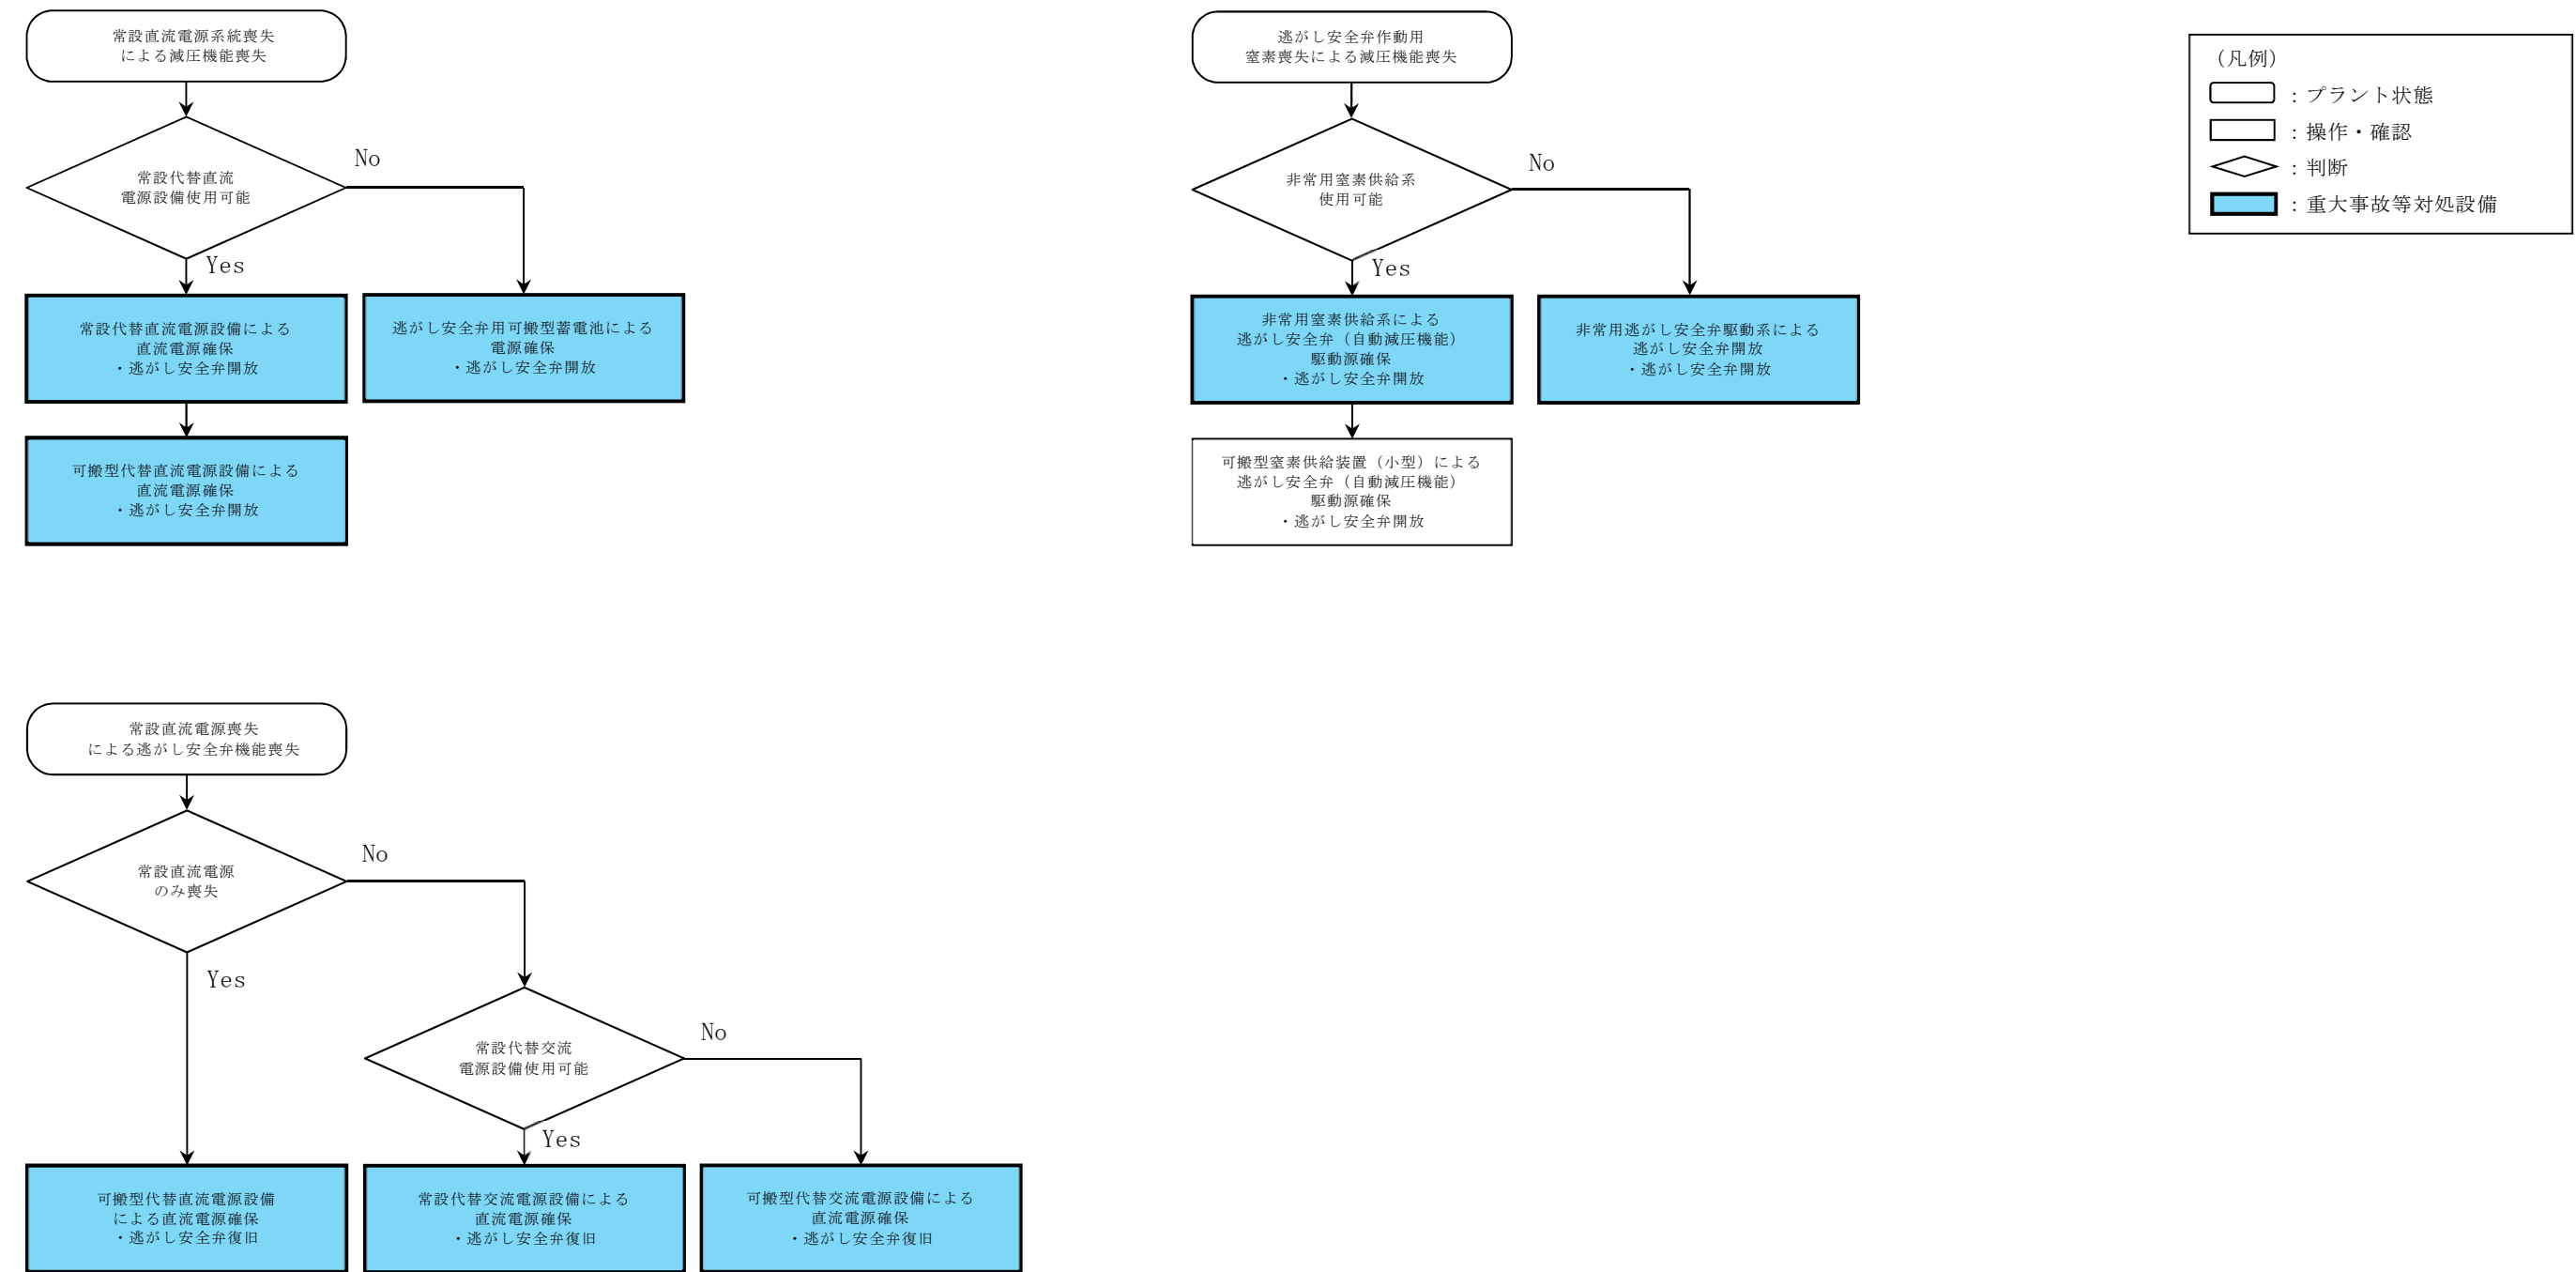 常設直流電源系統喪失
による減圧機能喪失
常設代替直流
電源設備使用可能
No
Yes
常設代替直流電源設備による
直流電源確保
・逃がし安全弁開放
逃がし安全弁用可搬型蓄電池による
電源確保
・逃がし安全弁開放
可搬型代替直流電源設備による
直流電源確保
・逃がし安全弁開放
逃がし安全弁作動用
窒素喪失による減圧機能喪失
非常用窒素供給系
使用可能
No
Yes
非常用窒素供給系による
逃がし安全弁（自動減圧機能）
駆動源確保
・逃がし安全弁開放
非常用逃がし安全弁駆動系による
逃がし安全弁開放
・逃がし安全弁開放
可搬型窒素供給装置（小型）による
逃がし安全弁（自動減圧機能）
駆動源確保
・逃がし安全弁開放
（凡例）
：プラント状態
：操作・確認
：判断
：重大事故等対処設備
常設直流電源喪失
による逃がし安全弁機能喪失
常設直流電源
のみ喪失
No
Yes
常設代替交流
電源設備使用可能
No
Yes
可搬型代替直流電源設備
による直流電源確保
・逃がし安全弁復旧
常設代替交流電源設備による
直流電源確保
・逃がし安全弁復旧
可搬型代替交流電源設備による
直流電源確保
・逃がし安全弁復旧